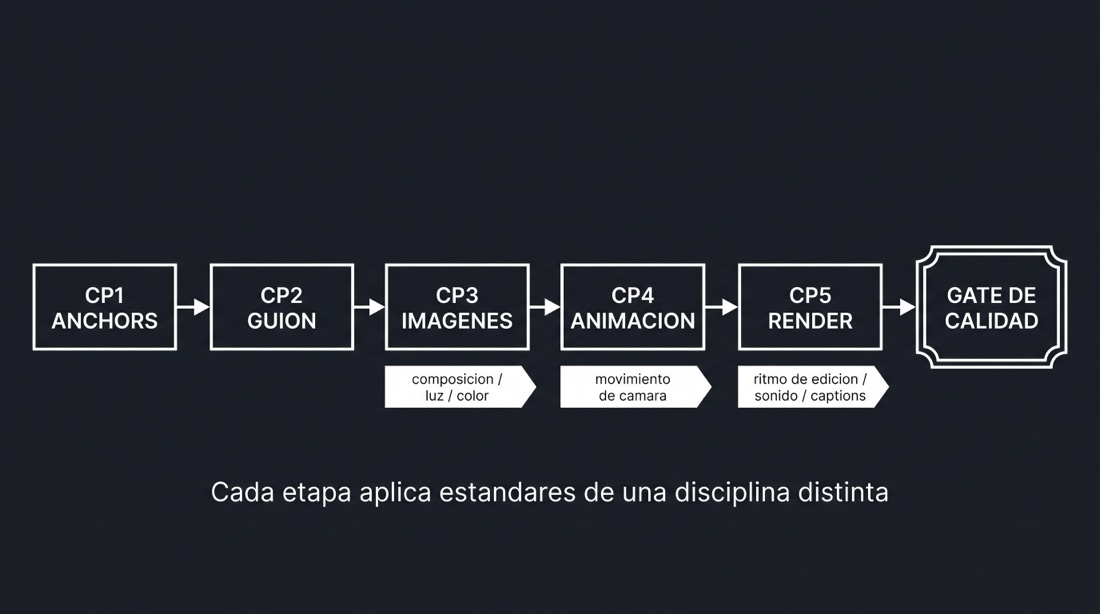 CP1
ANCHORS
CP2
GUION
CP3
IMAGENES
CP4
ANIMACION
CP5
RENDER
GATE DE
CALIDAD
composicion /
luz / color
movimiento
de camara
ritmo de edicion /
sonido / captions
Cada etapa aplica estandares de una disciplina distinta